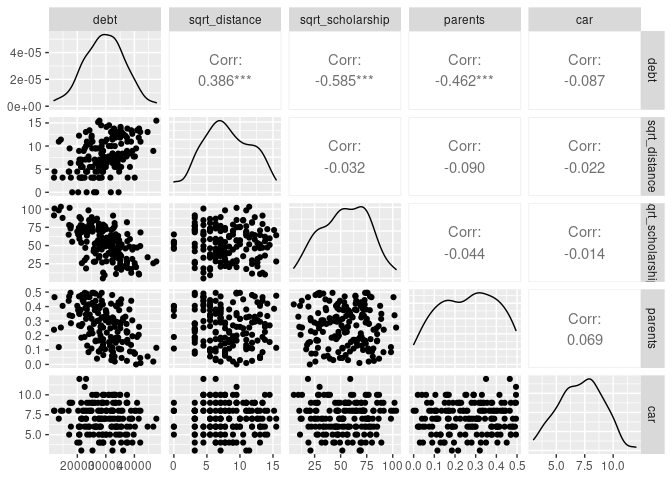 debt sqrt_distance sqrt_scholarship parents car
4e-05
2e-05
0e+00
Corr:
0.386***
Corr:
-0.585***
Corr:
-0.462***
Corr:
-0.087
debt
15
10
5
0
Corr:
-0.032
Corr:
-0.090
Corr:
-0.022
sqrt_distance
100
75
50
25
Corr:
-0.044
Corr:
-0.014
qrt_scholarshi
0.5
0.4
0.3
0.2
0.1
0.0
Corr:
0.069
parents
10.0
7.5
5.0
car
20000 30000 40000 0 5 10 15 25 50 75 100 0.0 0.1 0.2 0.3 0.4 0.5 5.0 7.5 10.0